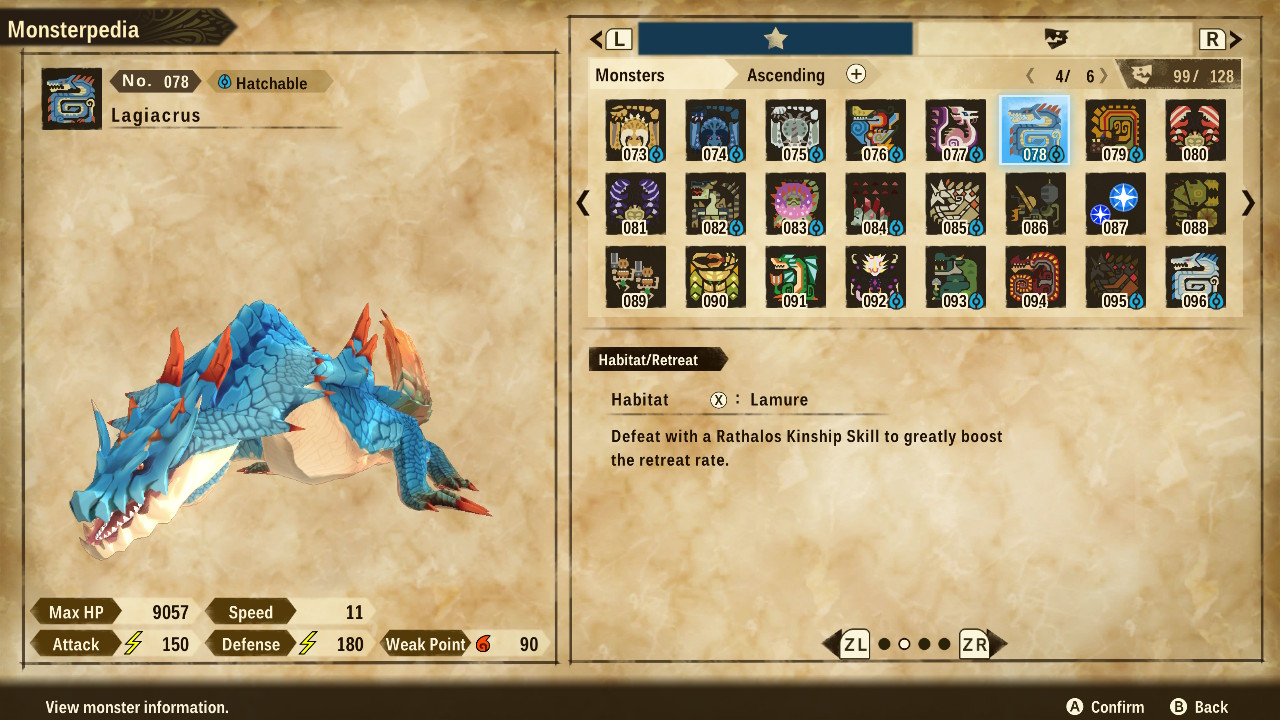 Monsterpedia
No. 078
Hatchable
Lagiacrus
Max HP 9057
Speed 11
Attack 150
Defense 180
Weak Point 90
L
R
Monsters
Ascending
4/ 6
99/ 128
073 074 075 076 077 078 079 080
081 082 083 084 085 086 087 088
089 090 091 092 093 094 095 096
Habitat/Retreat
Habitat X : Lamure
Defeat with a Rathalos Kinship Skill to greatly boost
the retreat rate.
ZL ZR
View monster information.
A Confirm B Back